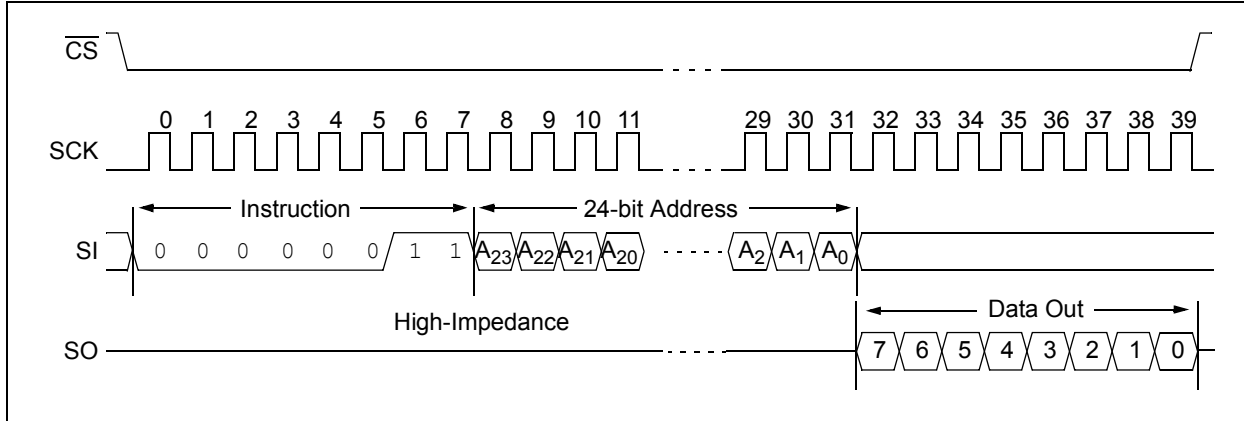 CS
0 1 2 3 4 5 6 7 8 9 10 11 29 30 31 32 33 34 35 36 37 38 39
SCK
Instruction 24-bit Address
SI 0 0 0 0 0 0 1 1 A23 A22 A21 A20 A2 A1 A0
High-Impedance Data Out
SO 7 6 5 4 3 2 1 0